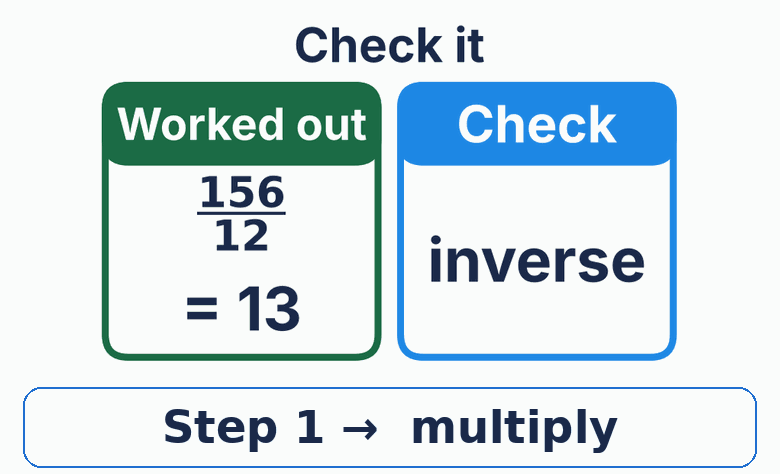 Check it
Worked out
156
12
= 13
Check
inverse
Step 1 → multiply